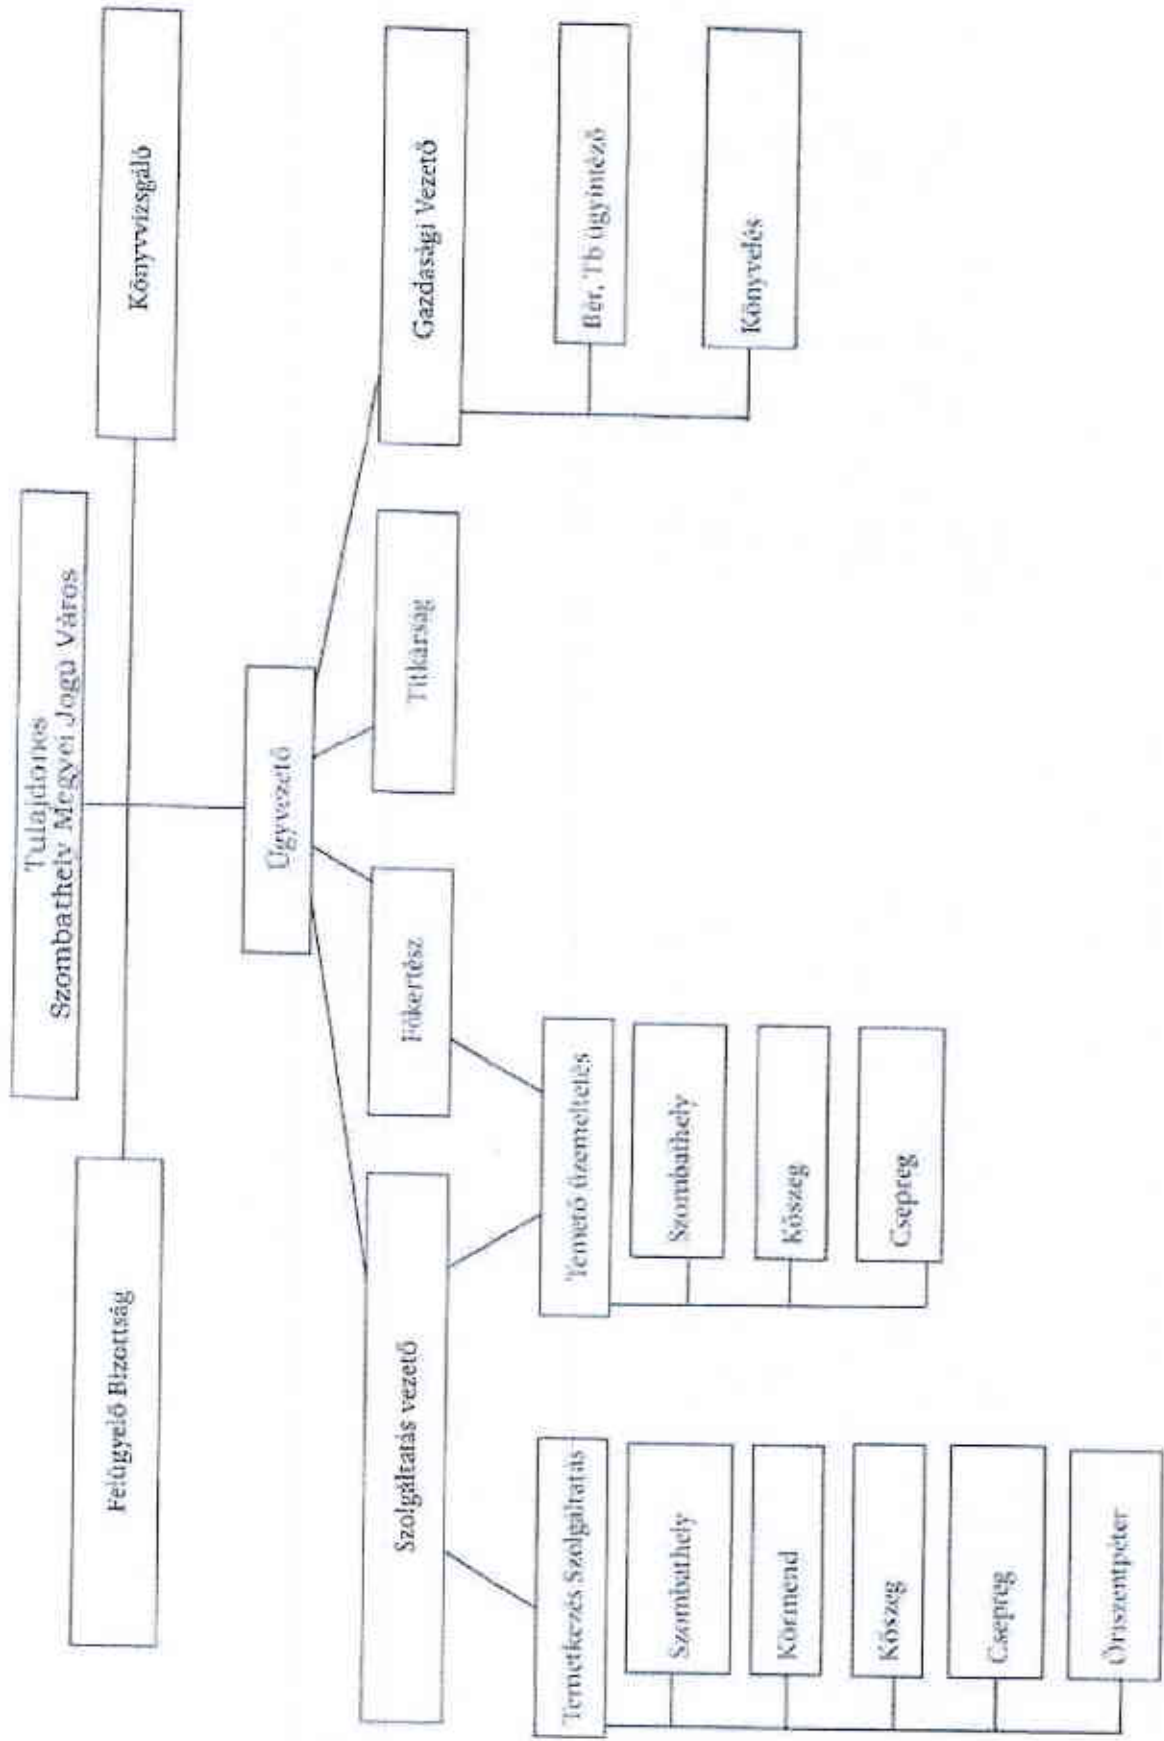 Tulajdonos
Szombathely Megyei Jogú Város
Felügyelő Bizottság
Könyvvizsgáló
Ügyvezető
Szolgáltatás vezető
Főkertész
Titkárság
Gazdasági Vezető
Temetkezés Szolgáltatás
Temető üzemeltetés
Bér, Tb ügyintéző
Szombathely
Szombathely
Könyvelés
Körmend
Kőszeg
Kőszeg
Csepreg
Csepreg
Őriszentpéter